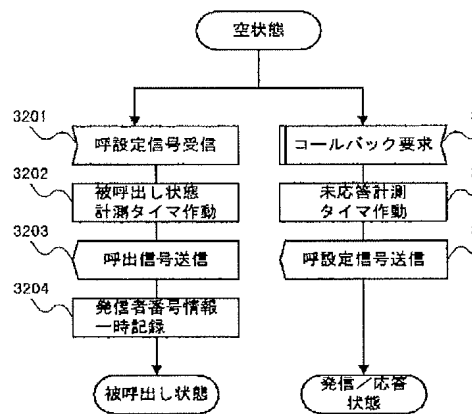 空状態
3201
呼設定信号受信
3202
被呼出し状態
計測タイマ作動
3203
呼出信号送信
3204
発信者番号情報
一時記録
被呼出し状態
コールバック要求
未応答計測
タイマ作動
呼設定信号送信
発信／応答
状態